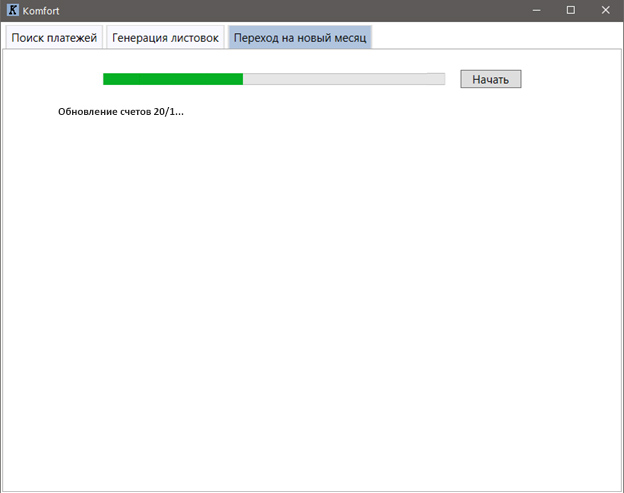 K Komfort
Поиск платежей Генерация листовок Переход на новый месяц
Начать
Обновление счетов 20/1...